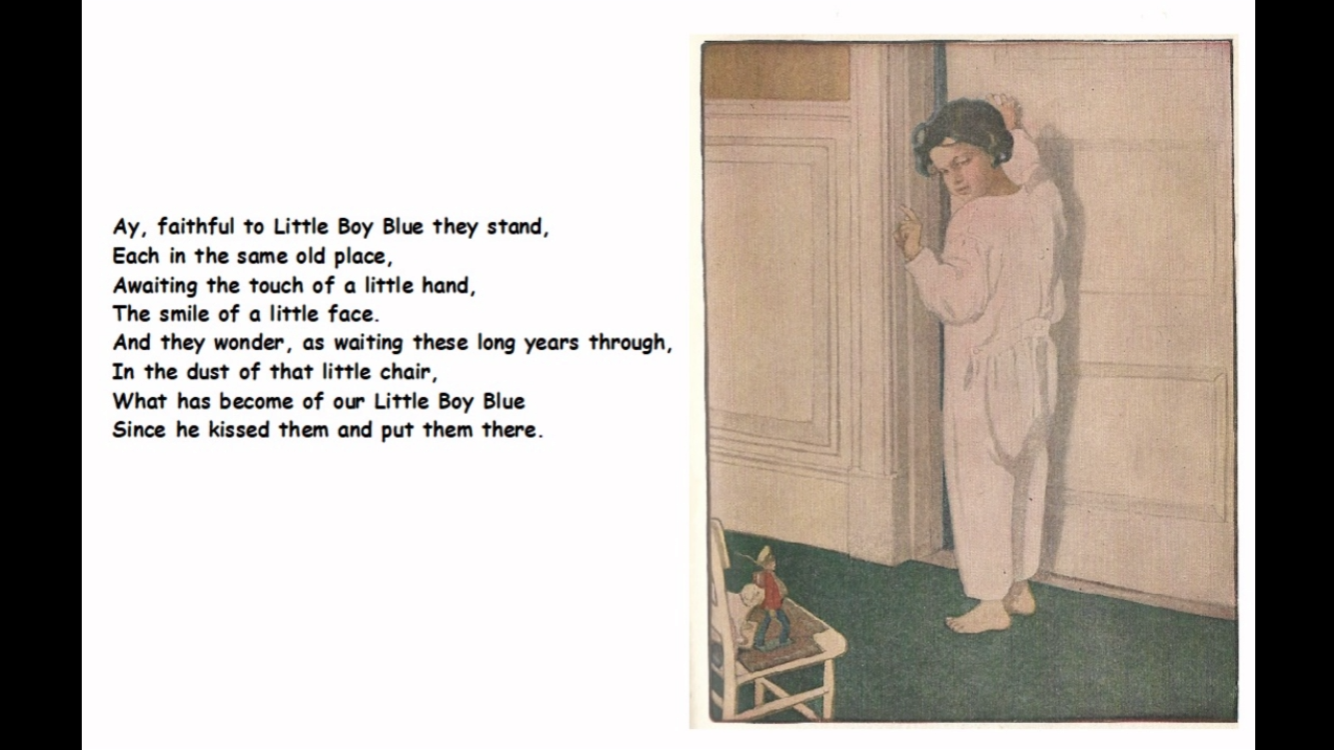 Ay, faithful to Little Boy Blue they stand,
Each in the same old place,
Awaiting the touch of a little hand,
The smile of a little face.
And they wonder, as waiting these long years through,
In the dust of that little chair,
What has become of our Little Boy Blue
Since he kissed them and put them there.